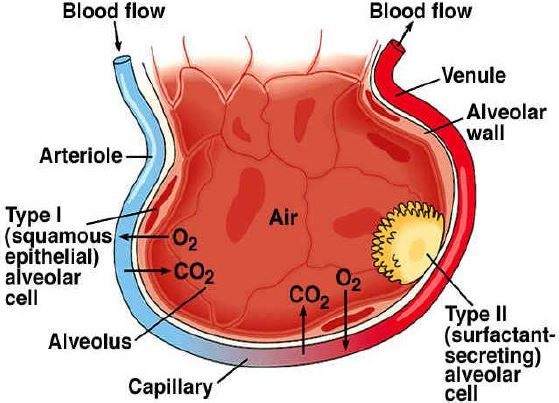 Blood flow
Blood flow
Venule
Alveolar
wall
Arteriole
Type I
(squamous
epithelial)
alveolar
cell
Air
O2
CO2
CO2
O2
Alveolus
Capillary
Type II
(surfactant-
secreting)
alveolar
cell